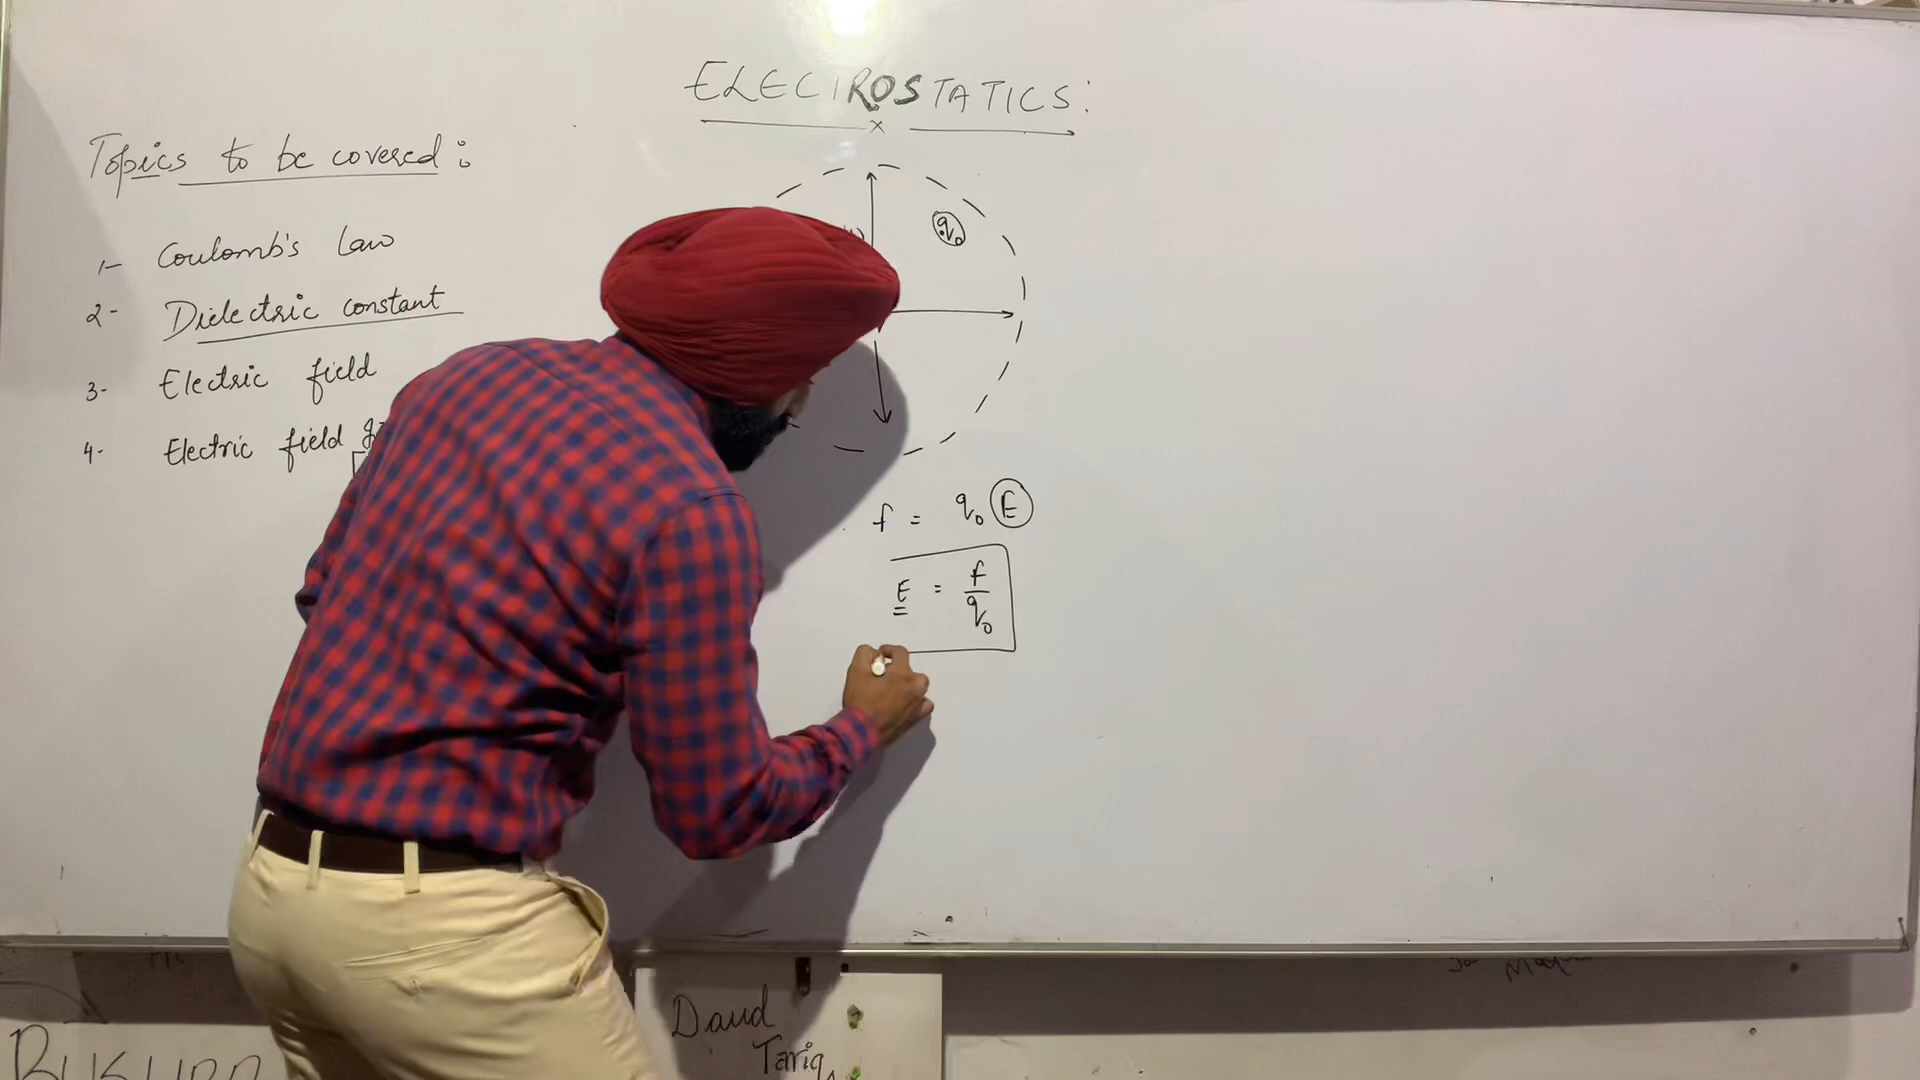 ELECTROSTATICS:
Topics to be covered:
1- Coulomb's Law
2- Dielectric constant
3- Electric field
4- Electric field
q₀
f = q₀ E
E = f/q₀
Daud
Tariq